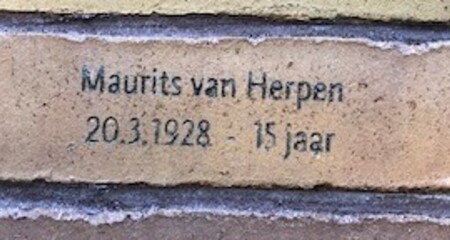 Maurits van Herpen
20.3.1928 - 15 jaar